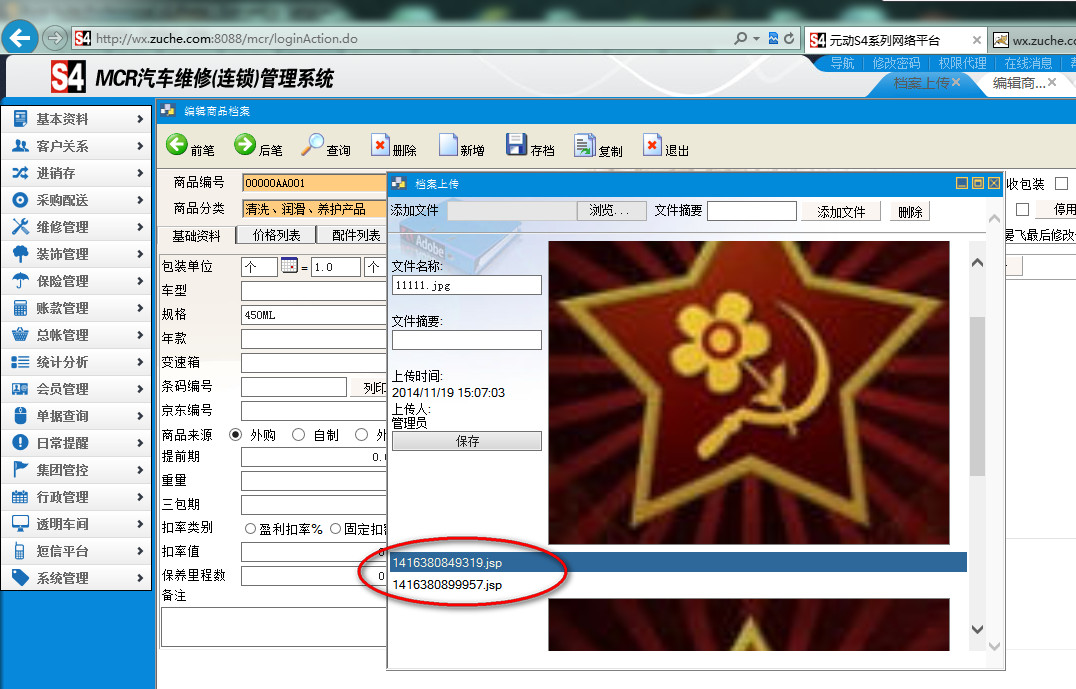 http://wx.zuche.com:8088/mcr/loginAction.do
元动S4系列网络平台
wx.zuche.co
S4 MCR汽车维修(连锁)管理系统
导航 修改密码 权限代理 在线消息
档案上传 编辑商...
编辑商品档案
前笔 后笔 查询 删除 新增 存档 复制 退出
基本资料
客户关系
进销存
采购配送
维修管理
装饰管理
保险管理
账款管理
总帐管理
统计分析
会员管理
单据查询
日常提醒
集团管控
行政管理
透明车间
短信平台
系统管理
商品编号 00000AA001
商品分类 清洗、润滑、养护产品
基础资料 价格列表 配件列表
包装单位 个 = 1.0 个
车型
规格 450ML
年款
变速箱
条码编号 列印
京东编号
商品来源 外购 自制 外
提前期 0.
重量
三包期
扣率类别 盈利扣率% 固定扣
扣率值 0
保养里程数 0
备注
收包装
停用
最后修改
档案上传
添加文件 浏览... 文件摘要 添加文件 删除
Adobe
文件名称:
11111.jpg
文件摘要:
上传时间:
2014/11/19 15:07:03
上传人:
管理员
保存
1416380849319.jsp
1416380899957.jsp